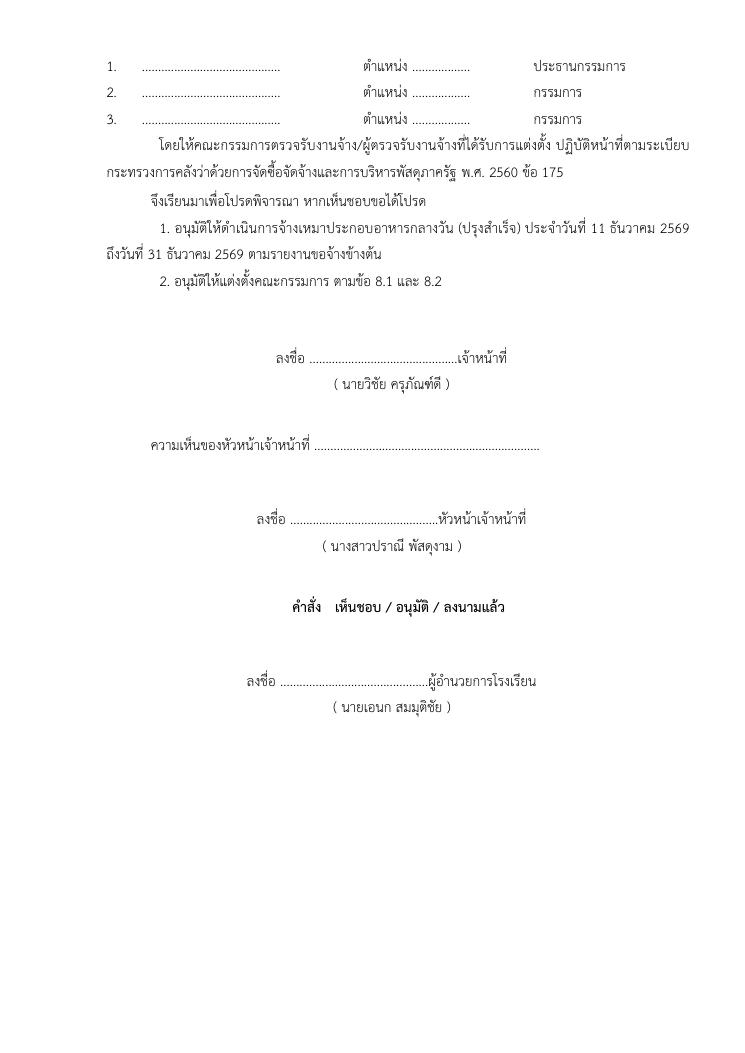 1. ........................................... ตำแหน่ง .................. ประธานกรรมการ
2. ........................................... ตำแหน่ง .................. กรรมการ
3. ........................................... ตำแหน่ง .................. กรรมการ
โดยให้คณะกรรมการตรวจรับงานจ้าง/ผู้ตรวจรับงานจ้างที่ได้รับการแต่งตั้ง ปฏิบัติหน้าที่ตามระเบียบ
กระทรวงการคลังว่าด้วยการจัดซื้อจัดจ้างและการบริหารพัสดุภาครัฐ พ.ศ. 2560 ข้อ 175
จึงเรียนมาเพื่อโปรดพิจารณา หากเห็นชอบขอได้โปรด
1. อนุมัติให้ดำเนินการจ้างเหมาประกอบอาหารกลางวัน (ปรุงสำเร็จ) ประจำวันที่ 11 ธันวาคม 2569
ถึงวันที่ 31 ธันวาคม 2569 ตามรายงานขอจ้างข้างต้น
2. อนุมัติให้แต่งตั้งคณะกรรมการ ตามข้อ 8.1 และ 8.2
ลงชื่อ ..............................................เจ้าหน้าที่
( นายวิชัย ครุภัณฑ์ดี )
ความเห็นของหัวหน้าเจ้าหน้าที่ ......................................................................
ลงชื่อ ..............................................หัวหน้าเจ้าหน้าที่
( นางสาวปราณี พัสดุงาม )
คำสั่ง เห็นชอบ / อนุมัติ / ลงนามแล้ว
ลงชื่อ ..............................................ผู้อำนวยการโรงเรียน
( นายเอนก สมมุติชัย )